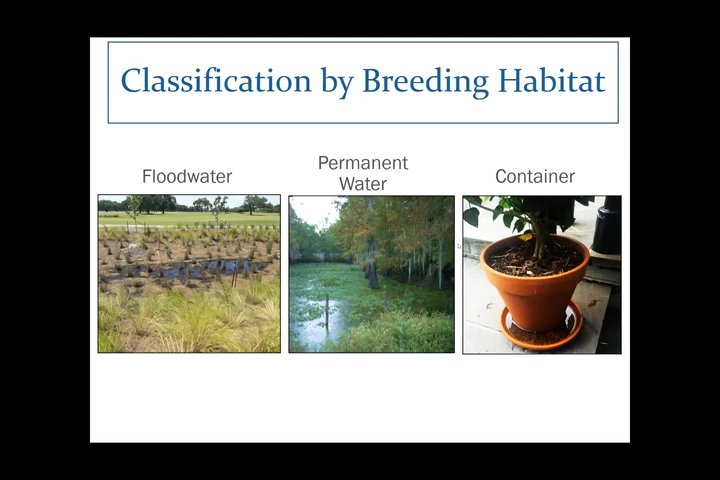 Classification by Breeding Habitat
Floodwater
Permanent
Water
Container